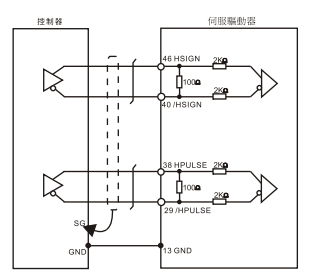 控制器
伺服驅動器
46 HSIGN
2KΩ
100Ω
2KΩ
40 /HSIGN
38 HPULSE
2KΩ
100Ω
2KΩ
29 /HPULSE
SG
GND
13 GND